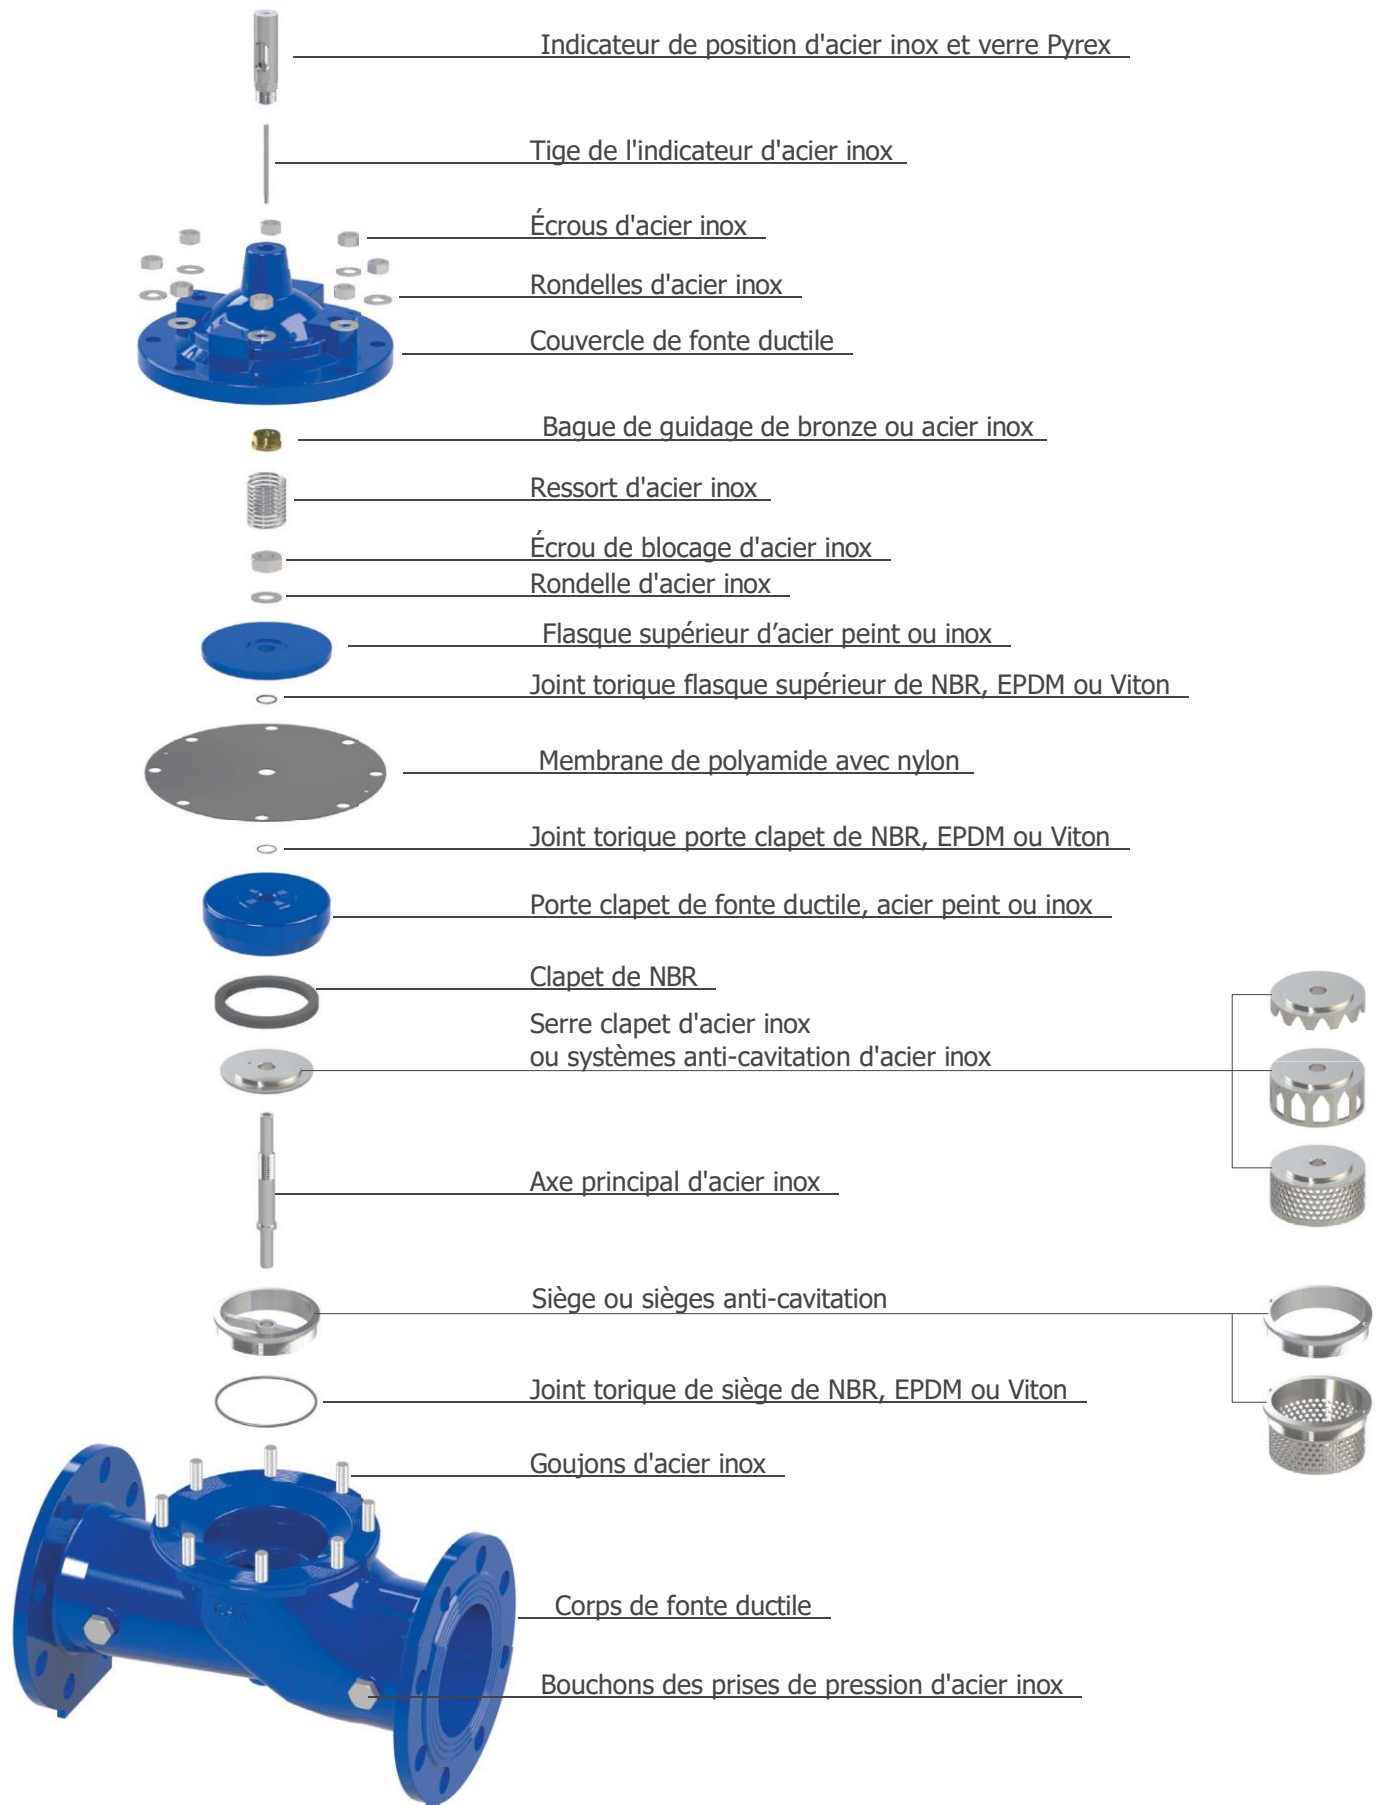 Indicateur de position d'acier inox et verre Pyrex
Tige de l'indicateur d'acier inox
Écrous d'acier inox
Rondelles d'acier inox
Couvercle de fonte ductile
Bague de guidage de bronze ou acier inox
Ressort d'acier inox
Écrou de blocage d'acier inox
Rondelle d'acier inox
Flasque supérieur d’acier peint ou inox
Joint torique flasque supérieur de NBR, EPDM ou Viton
Membrane de polyamide avec nylon
Joint torique porte clapet de NBR, EPDM ou Viton
Porte clapet de fonte ductile, acier peint ou inox
Clapet de NBR
Serre clapet d'acier inox
ou systèmes anti-cavitation d'acier inox
Axe principal d'acier inox
Siège ou sièges anti-cavitation
Joint torique de siège de NBR, EPDM ou Viton
Goujons d'acier inox
Corps de fonte ductile
Bouchons des prises de pression d'acier inox